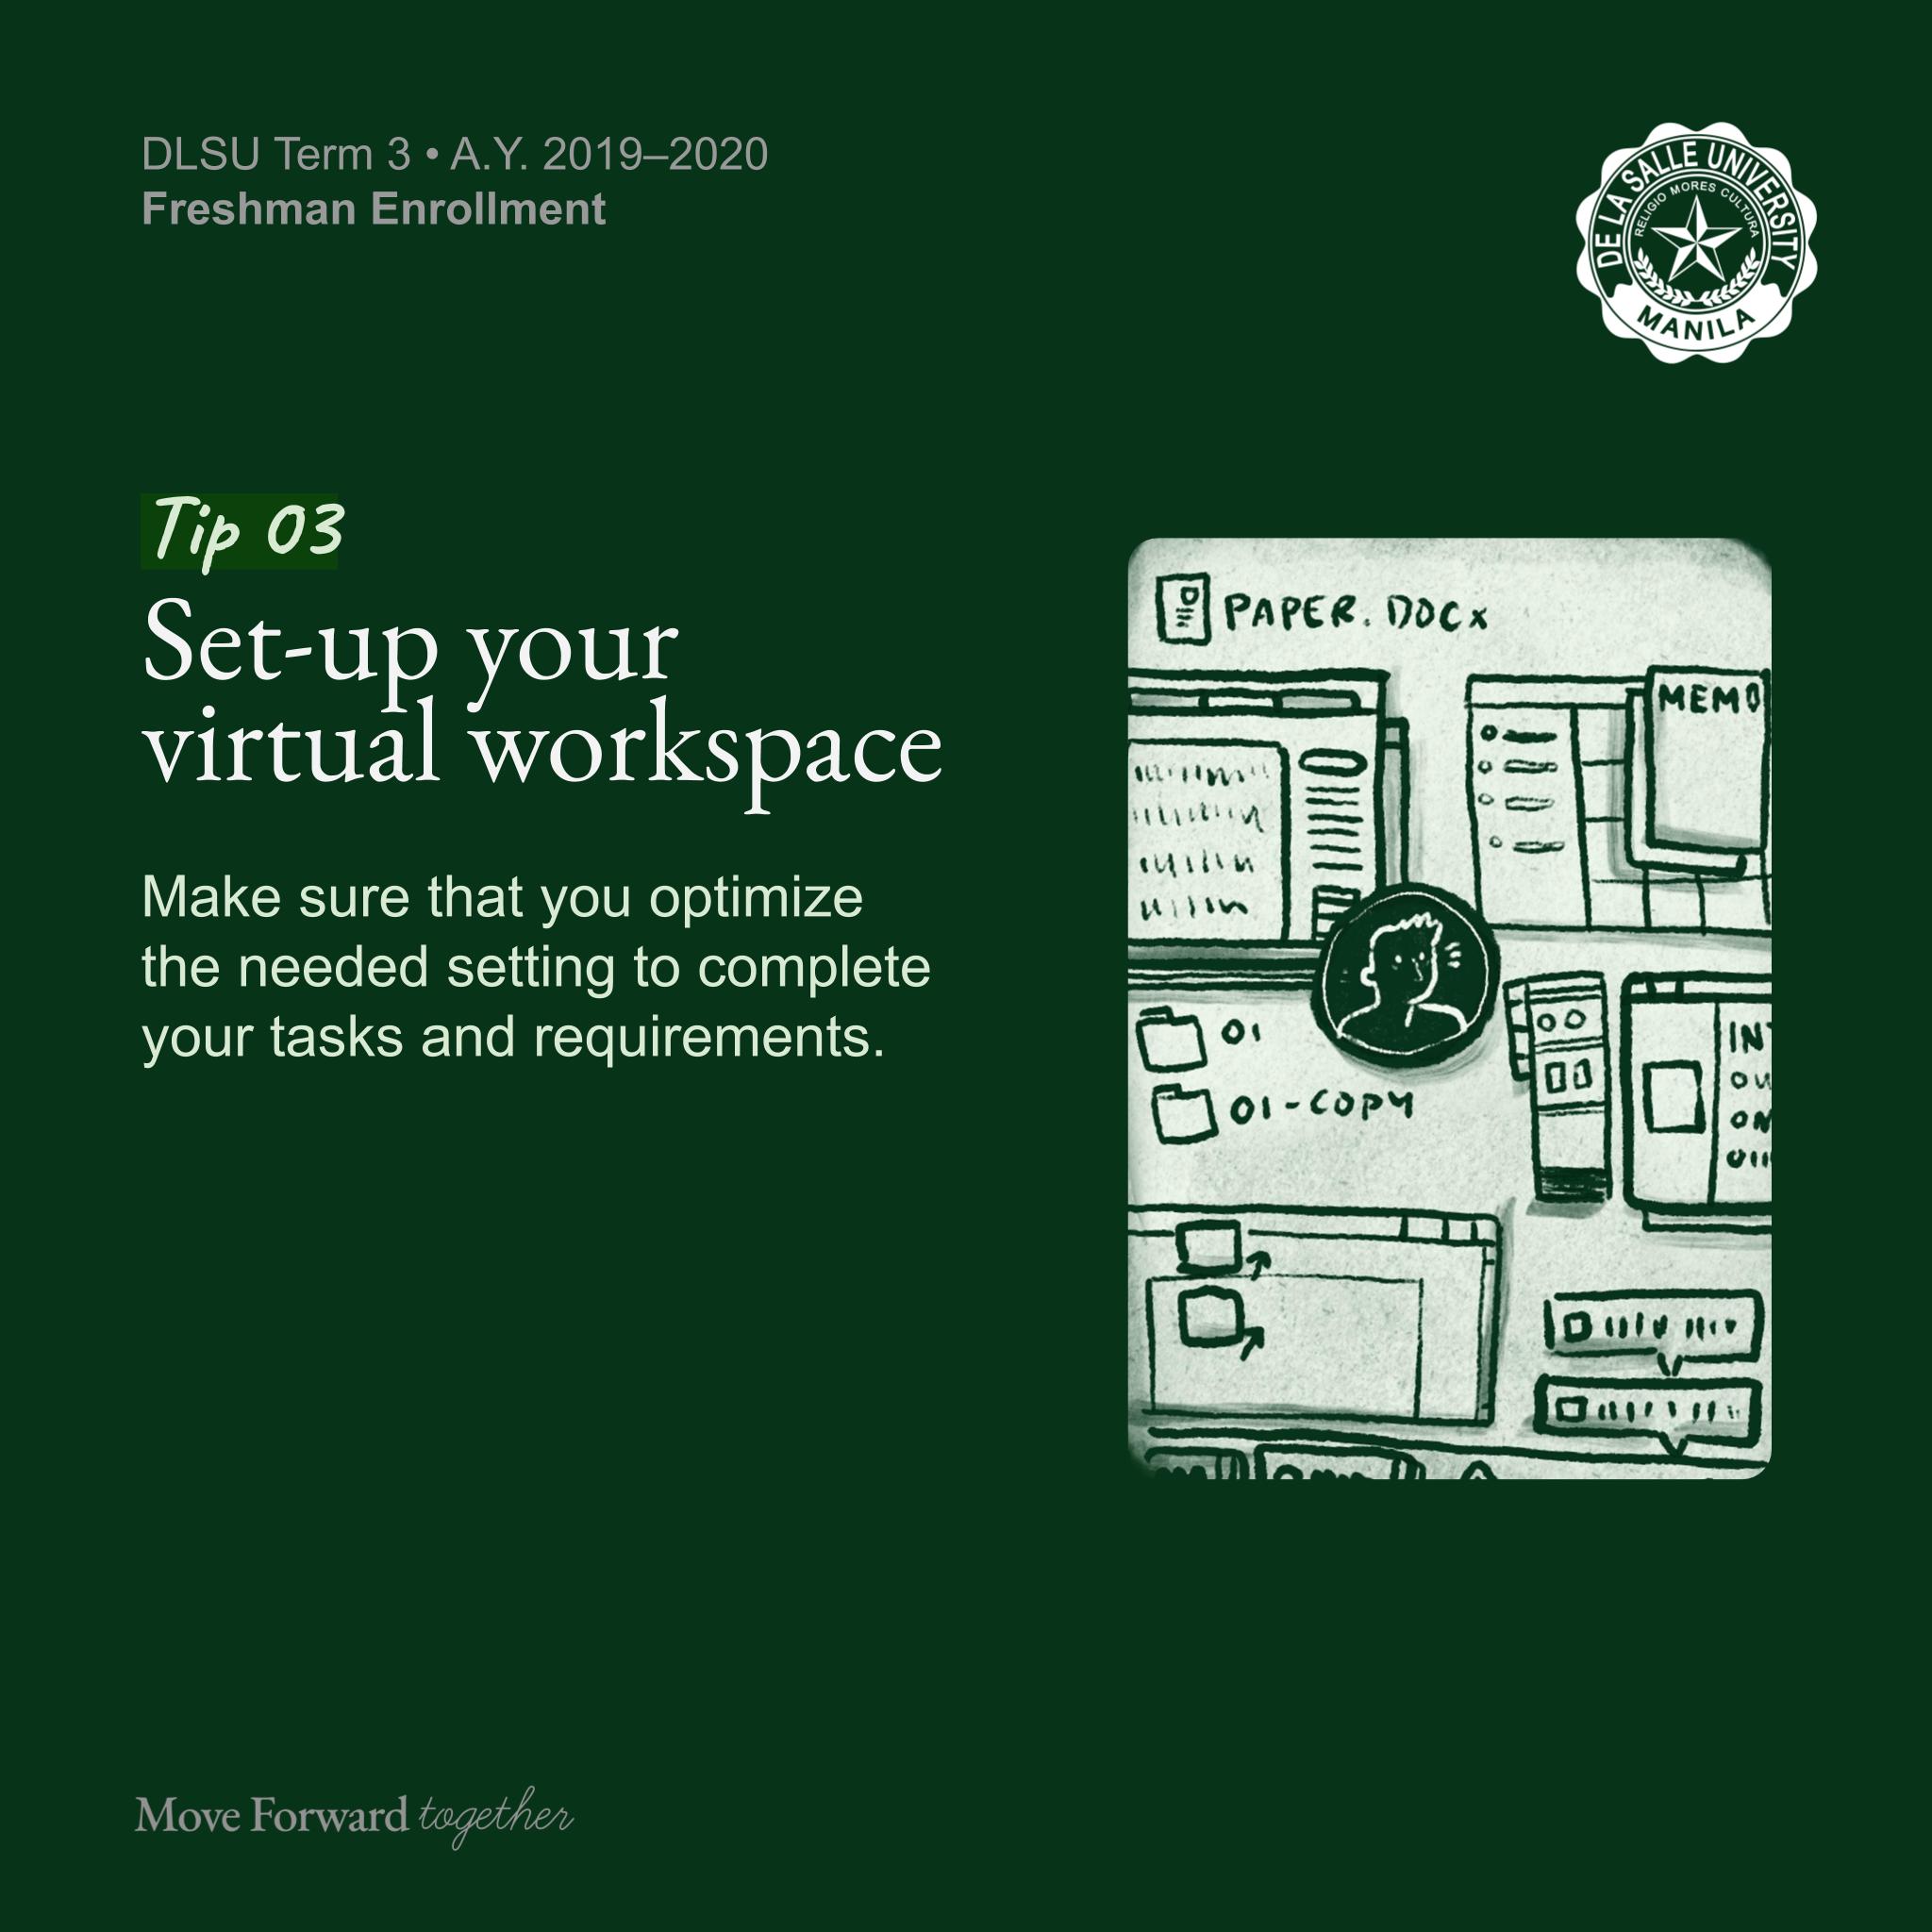 DLSU Term 3 • A.Y. 2019–2020
Freshman Enrollment
DE LA SALLE UNIVERSITY
RELIGIO MORES CULTURA
MANILA
Tip 03
Set-up your
virtual workspace
Make sure that you optimize
the needed setting to complete
your tasks and requirements.
PAPER.DOCx
MEMO
01
01-COPY
Move Forward together